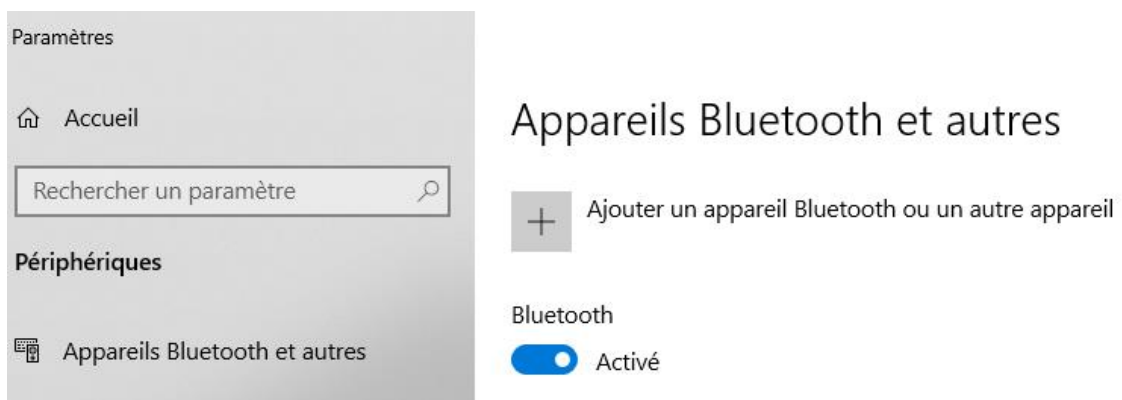 Paramètres
Accueil
Rechercher un paramètre
Périphériques
Appareils Bluetooth et autres
Appareils Bluetooth et autres
Ajouter un appareil Bluetooth ou un autre appareil
Bluetooth
Activé